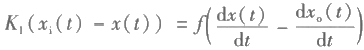 K₁(xᵢ(t) − x(t)) = f(dx(t)/dt − dxₒ(t)/dt)